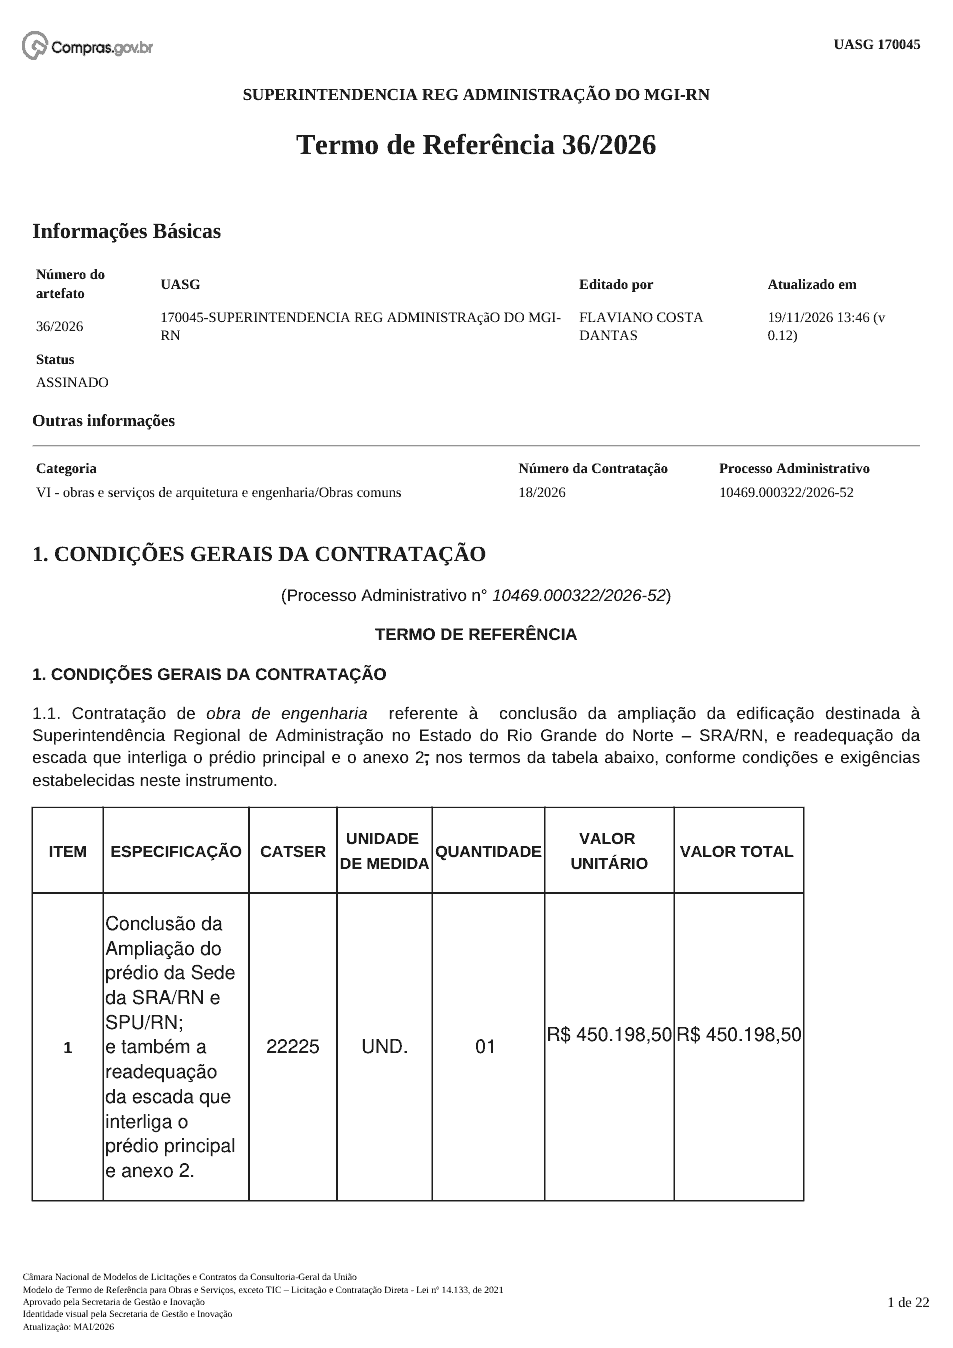 Compras.gov.br
UASG 170045
SUPERINTENDENCIA REG ADMINISTRAÇÃO DO MGI-RN
Termo de Referência 36/2026
Informações Básicas
Número do
artefato
UASG
Editado por
Atualizado em
36/2026
170045-SUPERINTENDENCIA REG ADMINISTRAçãO DO MGI-
RN
FLAVIANO COSTA
DANTAS
19/11/2026 13:46 (v
0.12)
Status
ASSINADO
Outras informações
Categoria
Número da Contratação
Processo Administrativo
VI - obras e serviços de arquitetura e engenharia/Obras comuns
18/2026
10469.000322/2026-52
1. CONDIÇÕES GERAIS DA CONTRATAÇÃO
(Processo Administrativo n° 10469.000322/2026-52)
TERMO DE REFERÊNCIA
1. CONDIÇÕES GERAIS DA CONTRATAÇÃO
1.1. Contratação de obra de engenharia referente à conclusão da ampliação da edificação destinada à
Superintendência Regional de Administração no Estado do Rio Grande do Norte – SRA/RN, e readequação da
escada que interliga o prédio principal e o anexo 2; nos termos da tabela abaixo, conforme condições e exigências
estabelecidas neste instrumento.
ITEM
ESPECIFICAÇÃO
CATSER
UNIDADE
DE MEDIDA
QUANTIDADE
VALOR
UNITÁRIO
VALOR TOTAL
1
Conclusão da
Ampliação do
prédio da Sede
da SRA/RN e
SPU/RN;
e também a
readequação
da escada que
interliga o
prédio principal
e anexo 2.
22225
UND.
01
R$ 450.198,50
R$ 450.198,50
Câmara Nacional de Modelos de Licitações e Contratos da Consultoria-Geral da União
Modelo de Termo de Referência para Obras e Serviços, exceto TIC – Licitação e Contratação Direta - Lei nº 14.133, de 2021
Aprovado pela Secretaria de Gestão e Inovação
Identidade visual pela Secretaria de Gestão e Inovação
Atualização: MAI/2026
1 de 22